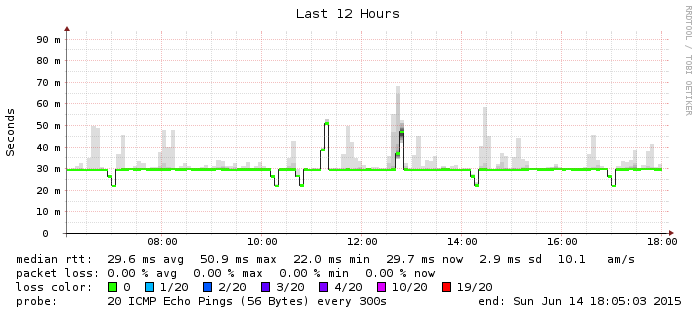 Last 12 Hours
RRDTOOL / TOBI OETIKER
Seconds
90 m
80 m
70 m
60 m
50 m
40 m
30 m
20 m
10 m
0
08:00 10:00 12:00 14:00 16:00 18:00
median rtt: 29.6 ms avg 50.9 ms max 22.0 ms min 29.7 ms now 2.9 ms sd 10.1 am/s
packet loss: 0.00 % avg 0.00 % max 0.00 % min 0.00 % now
loss color: 0 1/20 2/20 3/20 4/20 10/20 19/20
probe: 20 ICMP Echo Pings (56 Bytes) every 300s end: Sun Jun 14 18:05:03 2015